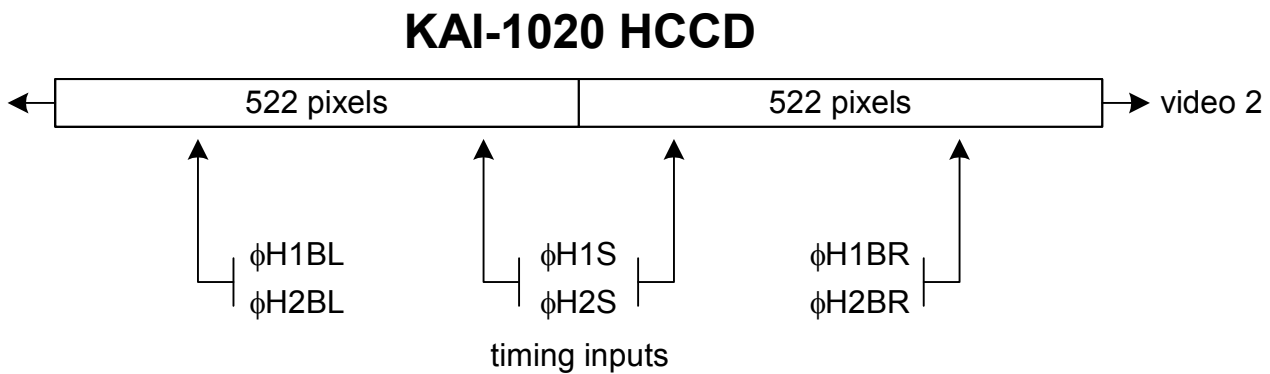 KAI-1020 HCCD
522 pixels 522 pixels video 2
ϕH1BL ϕH1S ϕH1BR
ϕH2BL ϕH2S ϕH2BR
timing inputs